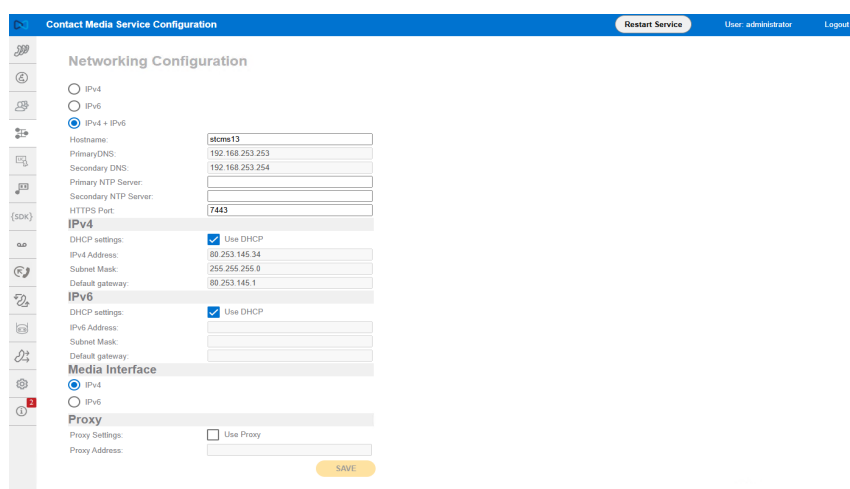 Contact Media Service Configuration
Restart Service
User: administrator
Logout
Networking Configuration
IPv4
IPv6
IPv4 + IPv6
Hostname: stcms13
PrimaryDNS: 192.168.253.253
Secondary DNS: 192.168.253.254
Primary NTP Server:
Secondary NTP Server:
HTTPS Port: 7443
IPv4
DHCP settings: Use DHCP
IPv4 Address: 80.253.145.34
Subnet Mask: 255.255.255.0
Default gateway: 80.253.145.1
IPv6
DHCP settings: Use DHCP
IPv6 Address:
Subnet Mask:
Default gateway:
Media Interface
IPv4
IPv6
Proxy
Proxy Settings: Use Proxy
Proxy Address:
SAVE
{SDK}
2